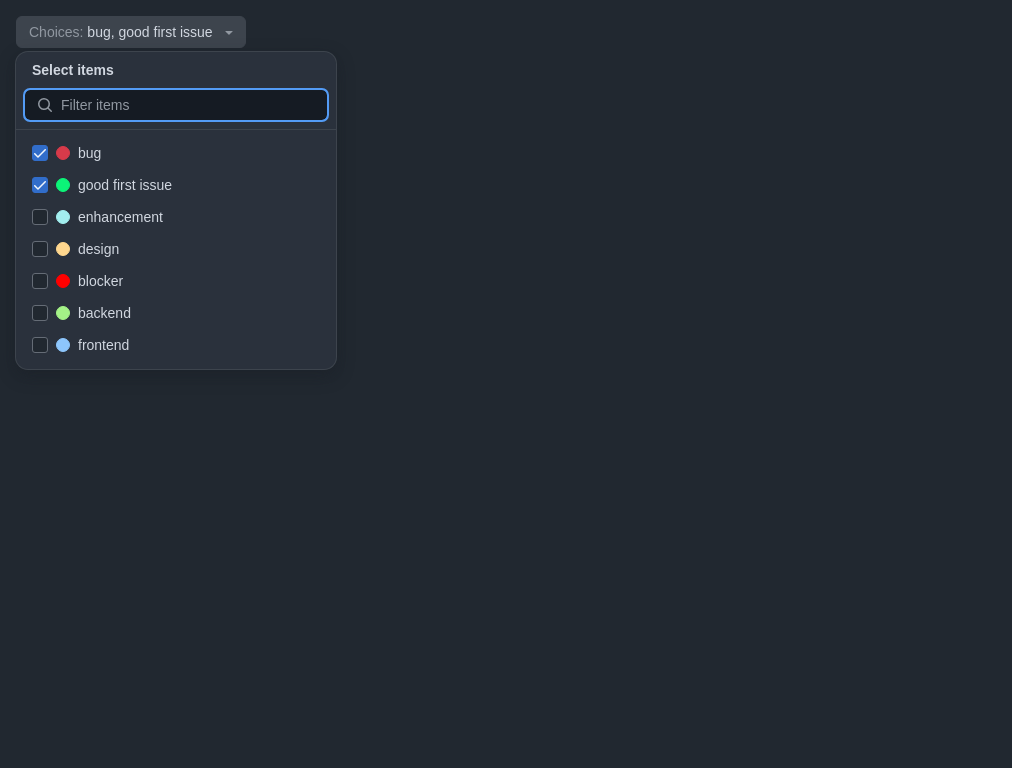 Choices: bug, good first issue
Select items
Filter items
bug
good first issue
enhancement
design
blocker
backend
frontend